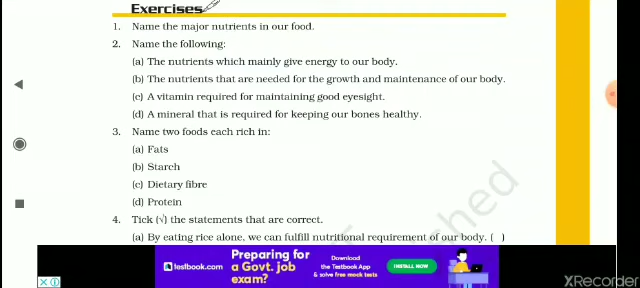 Exercises
1. Name the major nutrients in our food.
2. Name the following:
(a) The nutrients which mainly give energy to our body.
(b) The nutrients that are needed for the growth and maintenance of our body.
(c) A vitamin required for maintaining good eyesight.
(d) A mineral that is required for keeping our bones healthy.
3. Name two foods each rich in:
(a) Fats
(b) Starch
(c) Dietary fibre
(d) Protein
4. Tick (√) the statements that are correct.
(a) By eating rice alone, we can fulfill nutritional requirement of our body. ( )
shed
testbook.com
Preparing for
a Govt. job
exam?
Download
the Testbook App
& solve free mock tests
INSTALL NOW
XRecorder